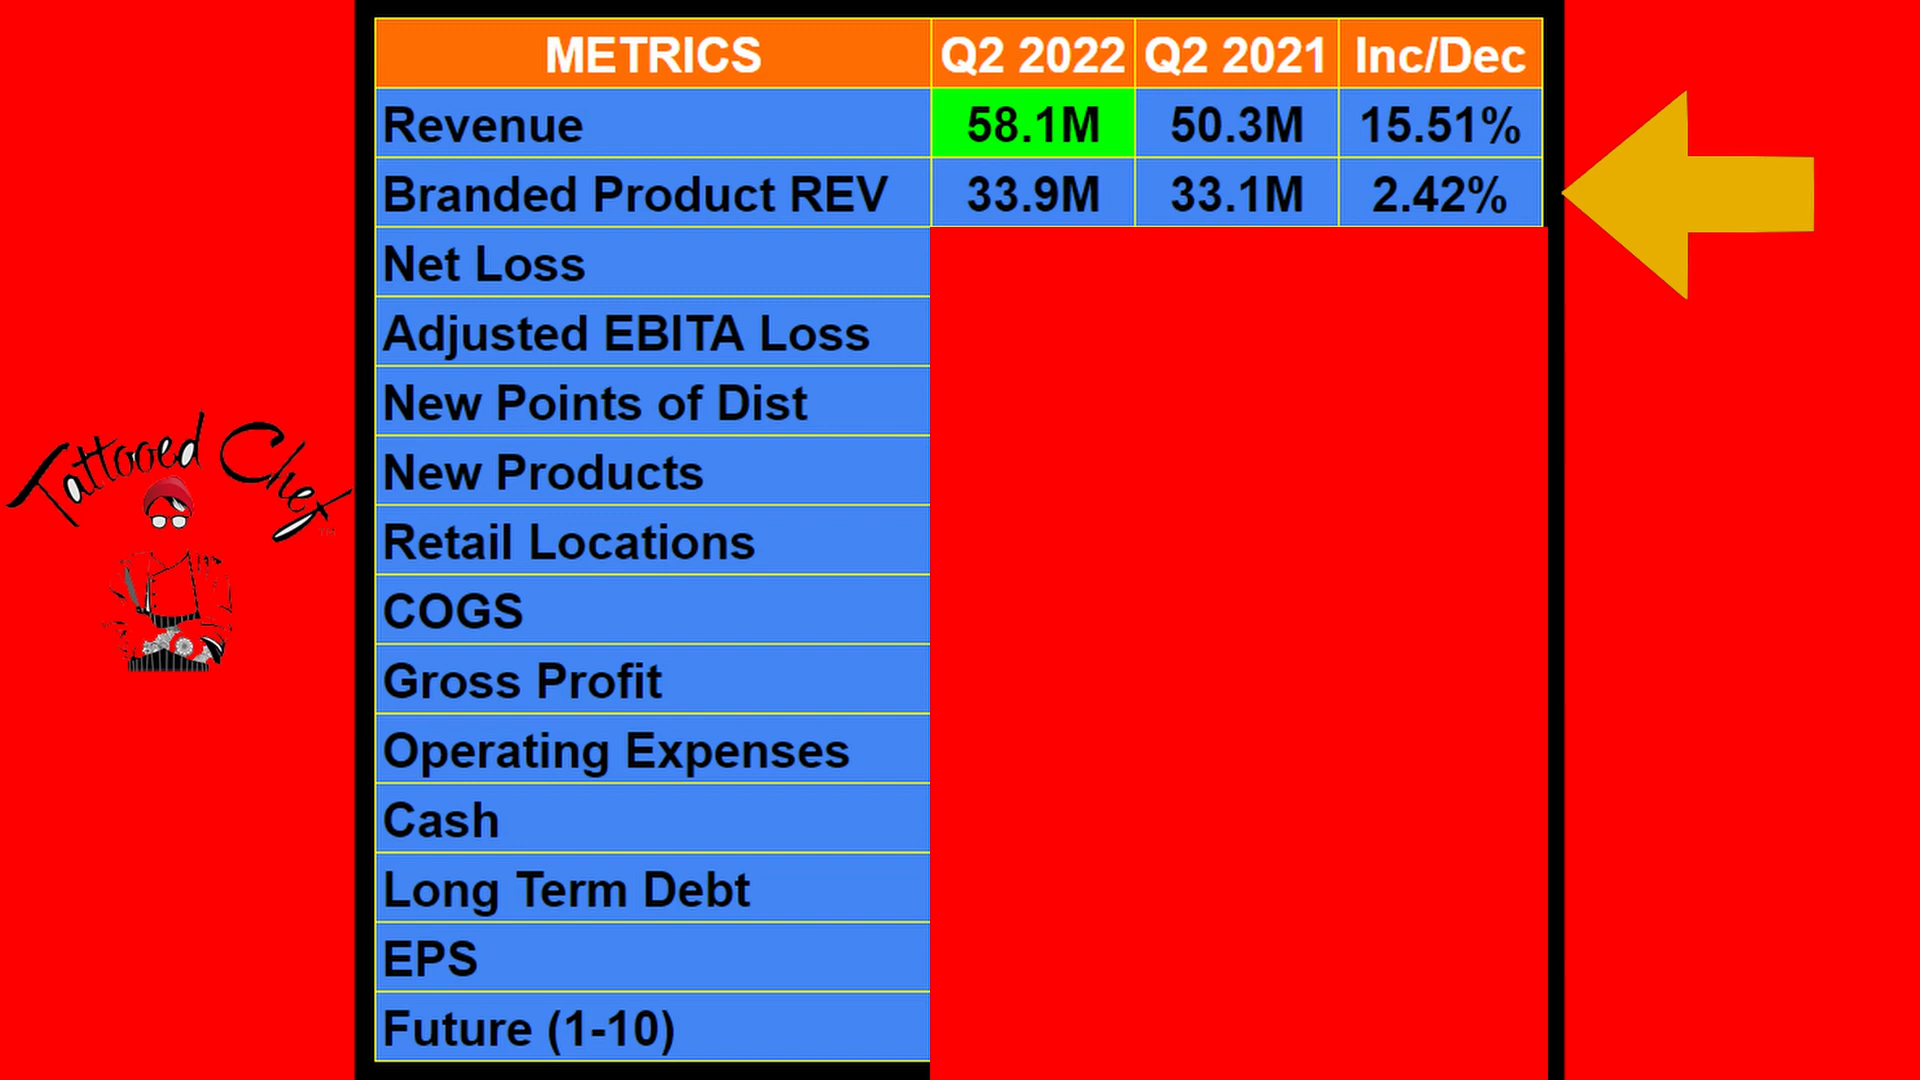 METRICS Q2 2022 Q2 2021 Inc/Dec
Revenue 58.1M 50.3M 15.51%
Branded Product REV 33.9M 33.1M 2.42%
Net Loss
Adjusted EBITA Loss
New Points of Dist
New Products
Retail Locations
COGS
Gross Profit
Operating Expenses
Cash
Long Term Debt
EPS
Future (1-10)
Tattooed Chef